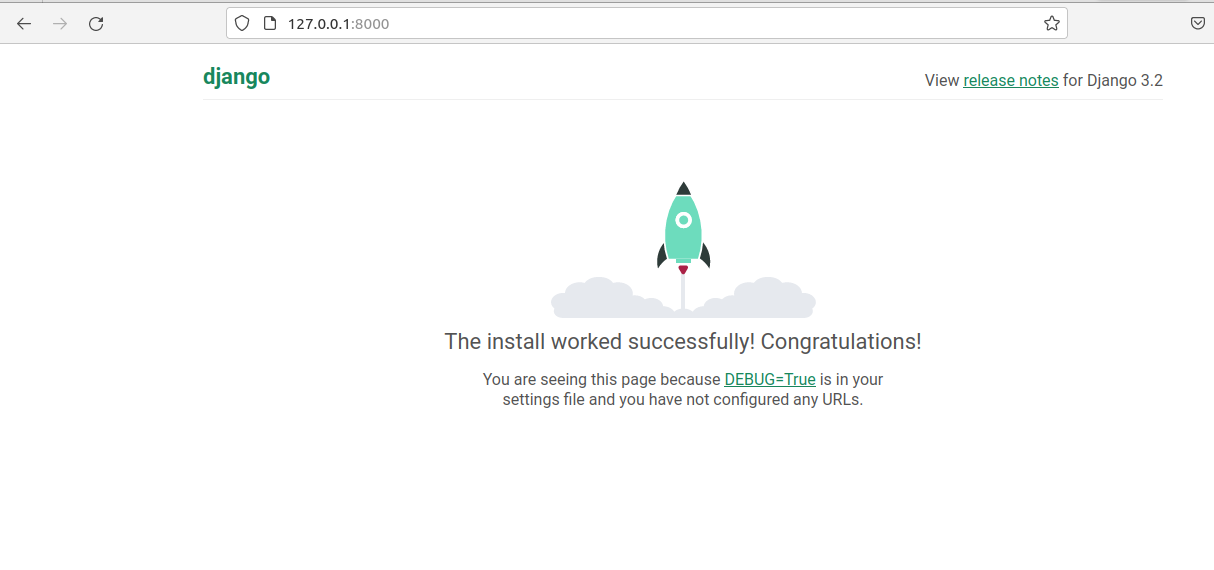 127.0.0.1:8000
django
View release notes for Django 3.2
The install worked successfully! Congratulations!
You are seeing this page because DEBUG=True is in your
settings file and you have not configured any URLs.